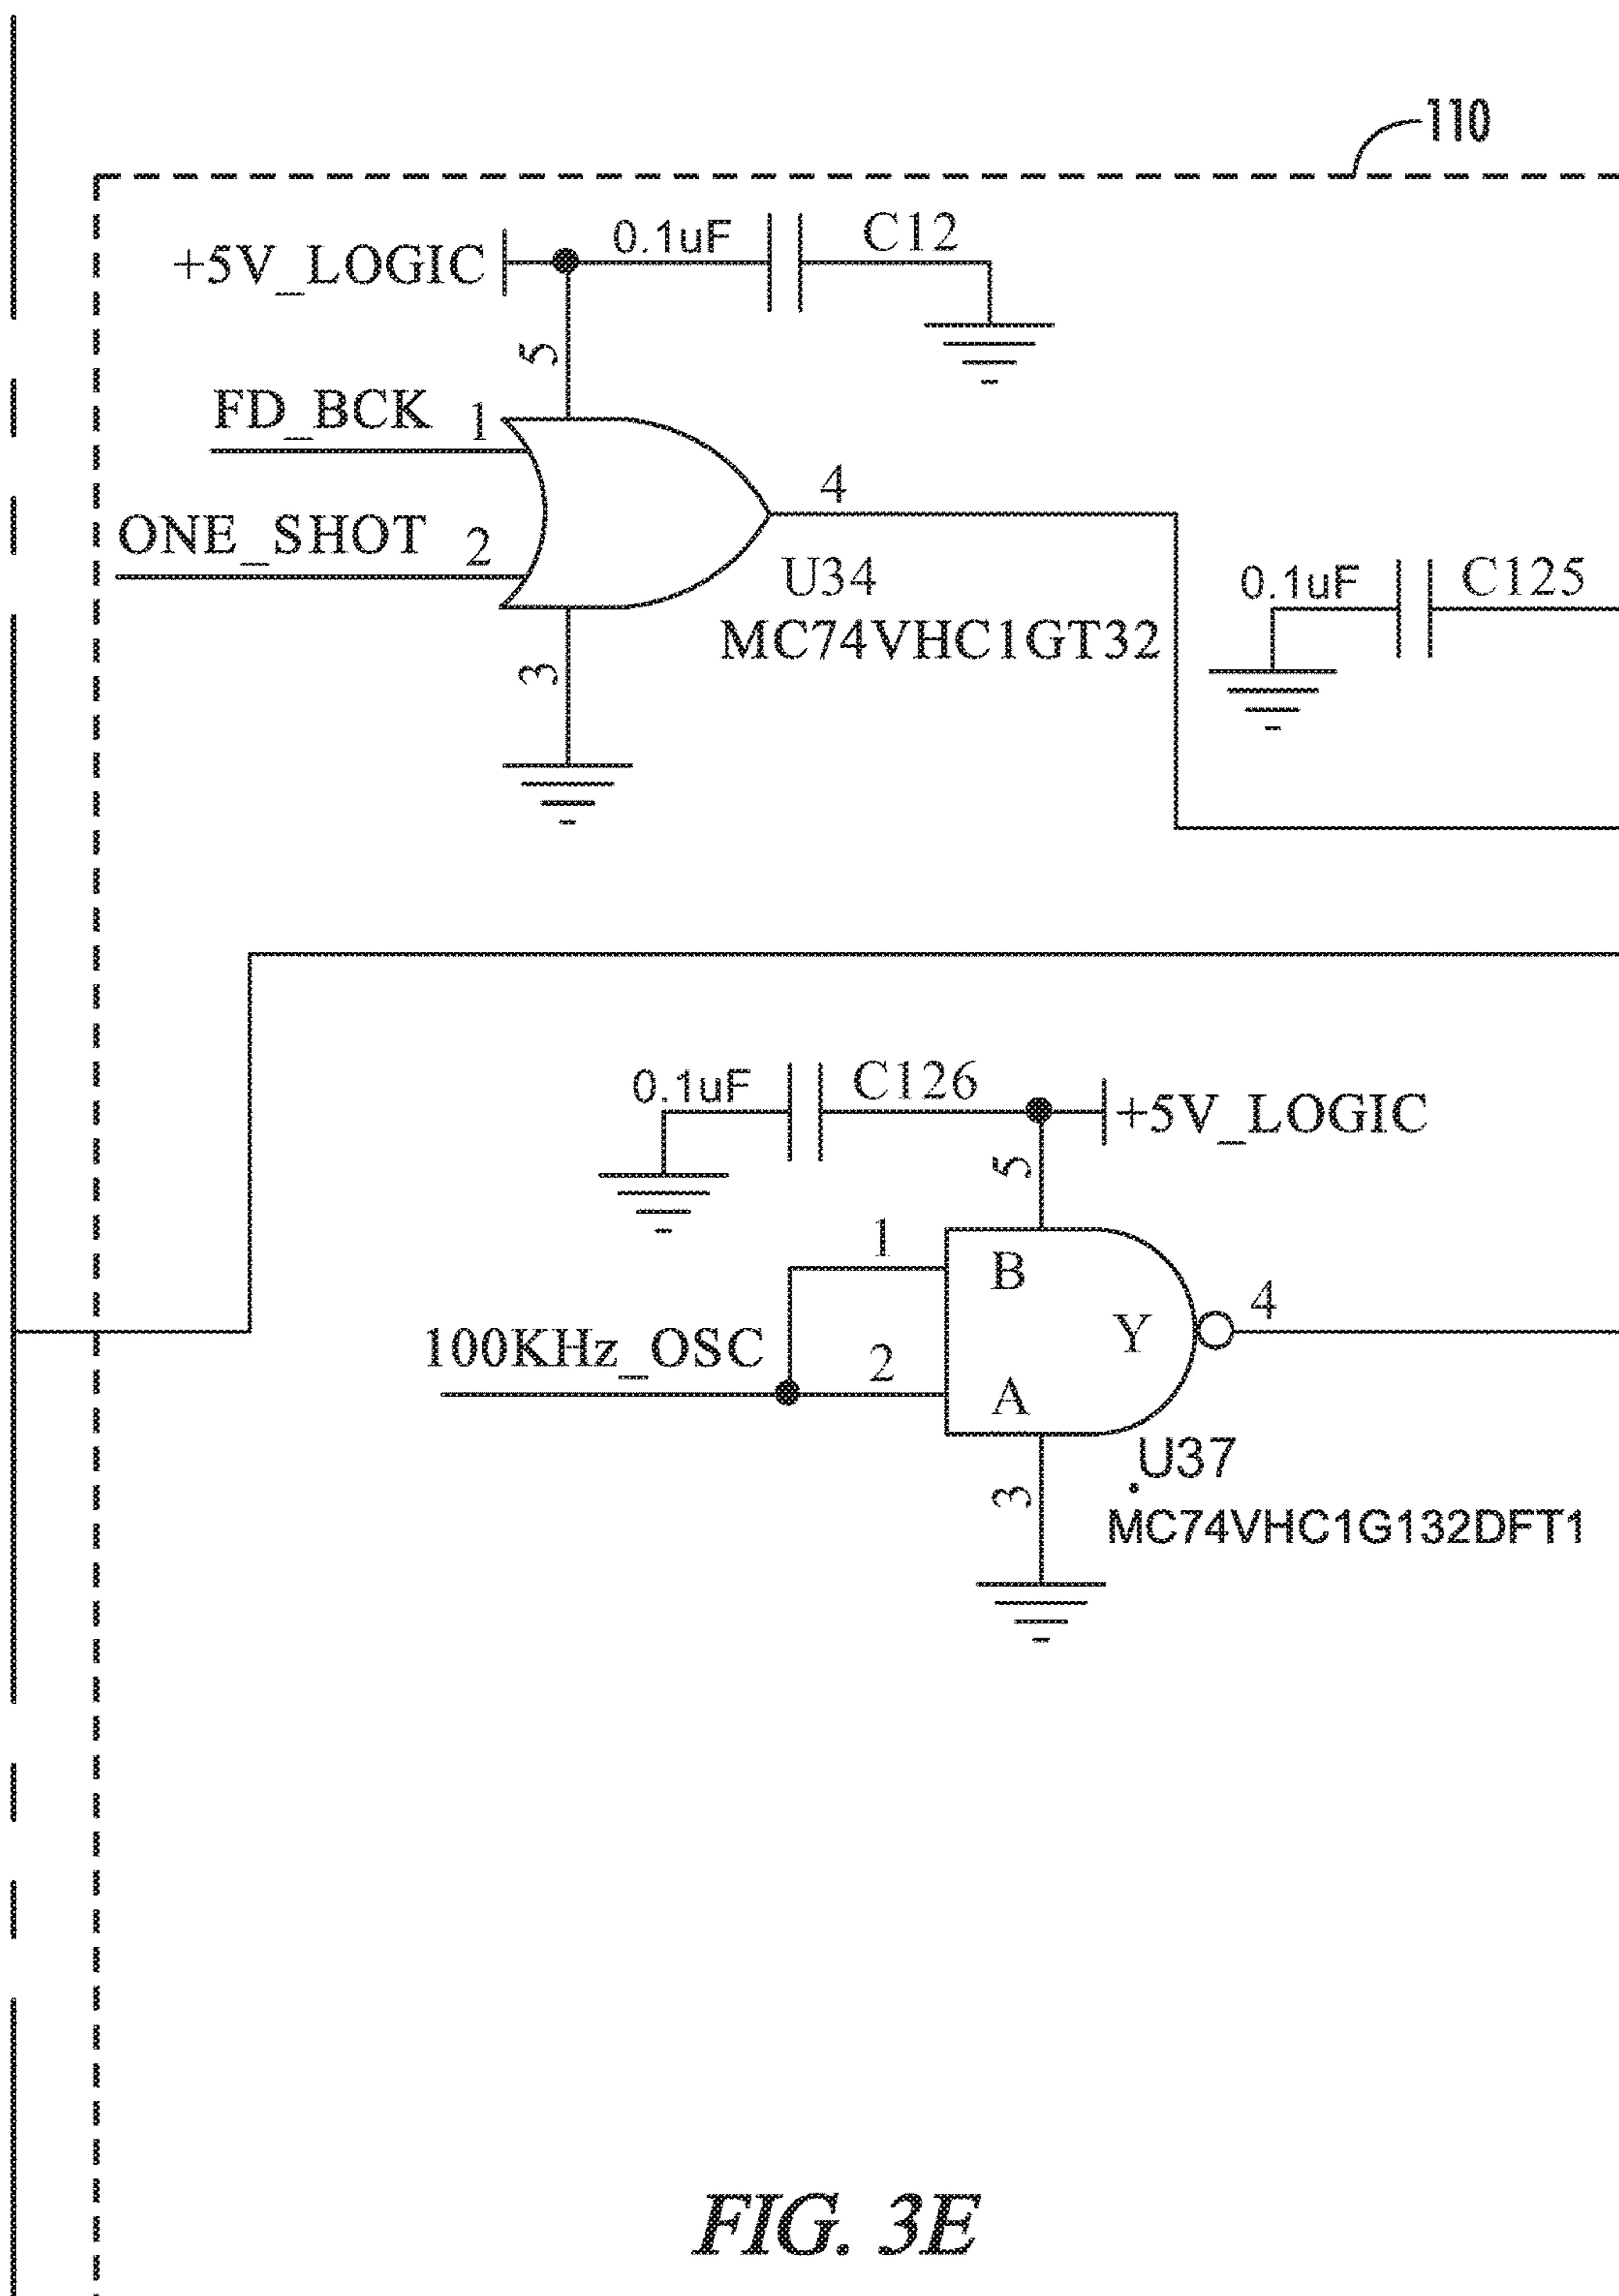 110
+5V_LOGIC 0.1uF C12
5
FD_BCK 1
4
ONE_SHOT 2
U34
0.1uF C125
MC74VHC1GT32
3
0.1uF C126
+5V_LOGIC
5
1
B
4
Y
100KHz_OSC 2
A
U37
3
MC74VHC1G132DFT1
FIG. 3E